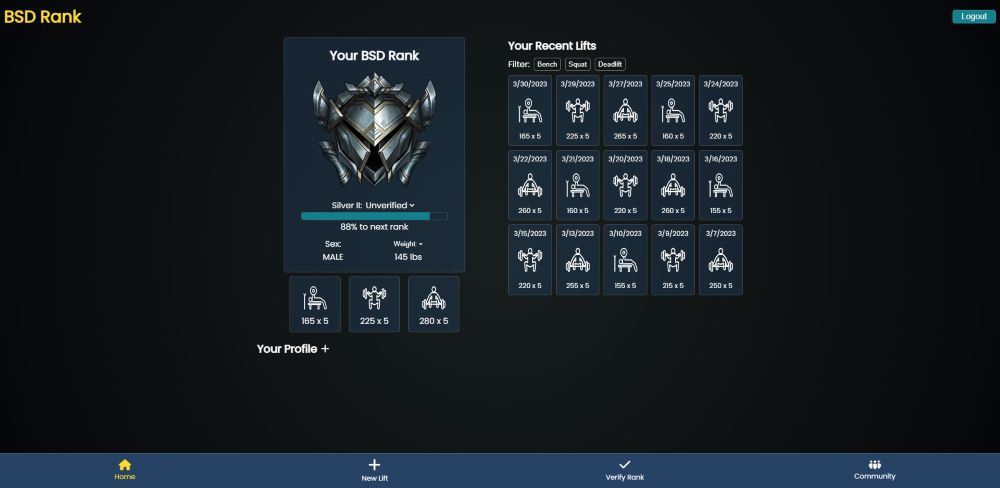 BSD Rank
Logout
Your BSD Rank
Silver II: Unverified
88% to next rank
Sex: Weight
MALE 145 lbs
165 x 5 225 x 5 280 x 5
Your Profile +
Your Recent Lifts
Filter: Bench Squat Deadlift
3/30/2023 3/29/2023 3/27/2023 3/25/2023 3/24/2023
165 x 5 225 x 5 265 x 5 160 x 5 220 x 5
3/22/2023 3/21/2023 3/20/2023 3/18/2023 3/16/2023
260 x 5 160 x 5 220 x 5 260 x 5 155 x 5
3/15/2023 3/13/2023 3/10/2023 3/9/2023 3/7/2023
220 x 5 255 x 5 155 x 5 215 x 5 250 x 5
Home New Lift Verify Rank Community